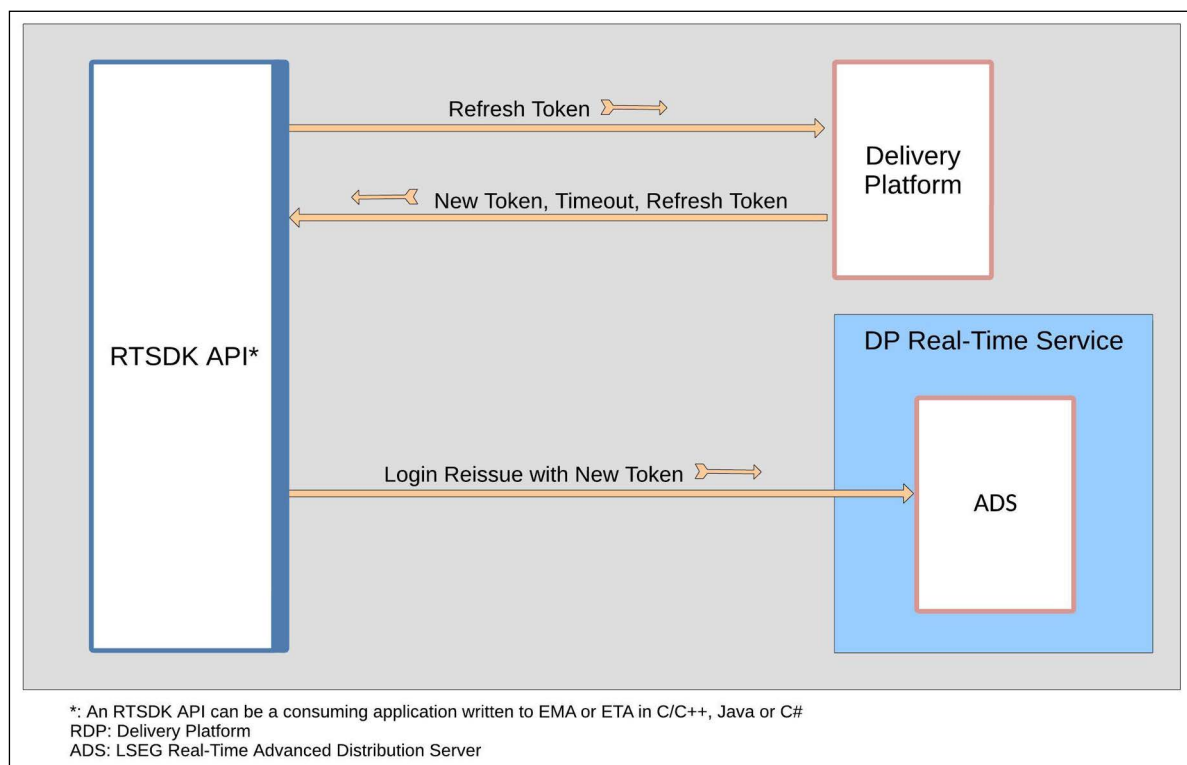 Refresh Token
Delivery
Platform
New Token, Timeout, Refresh Token
RTSDK API*
DP Real-Time Service
Login Reissue with New Token
ADS
*: An RTSDK API can be a consuming application written to EMA or ETA in C/C++, Java or C#
RDP: Delivery Platform
ADS: LSEG Real-Time Advanced Distribution Server